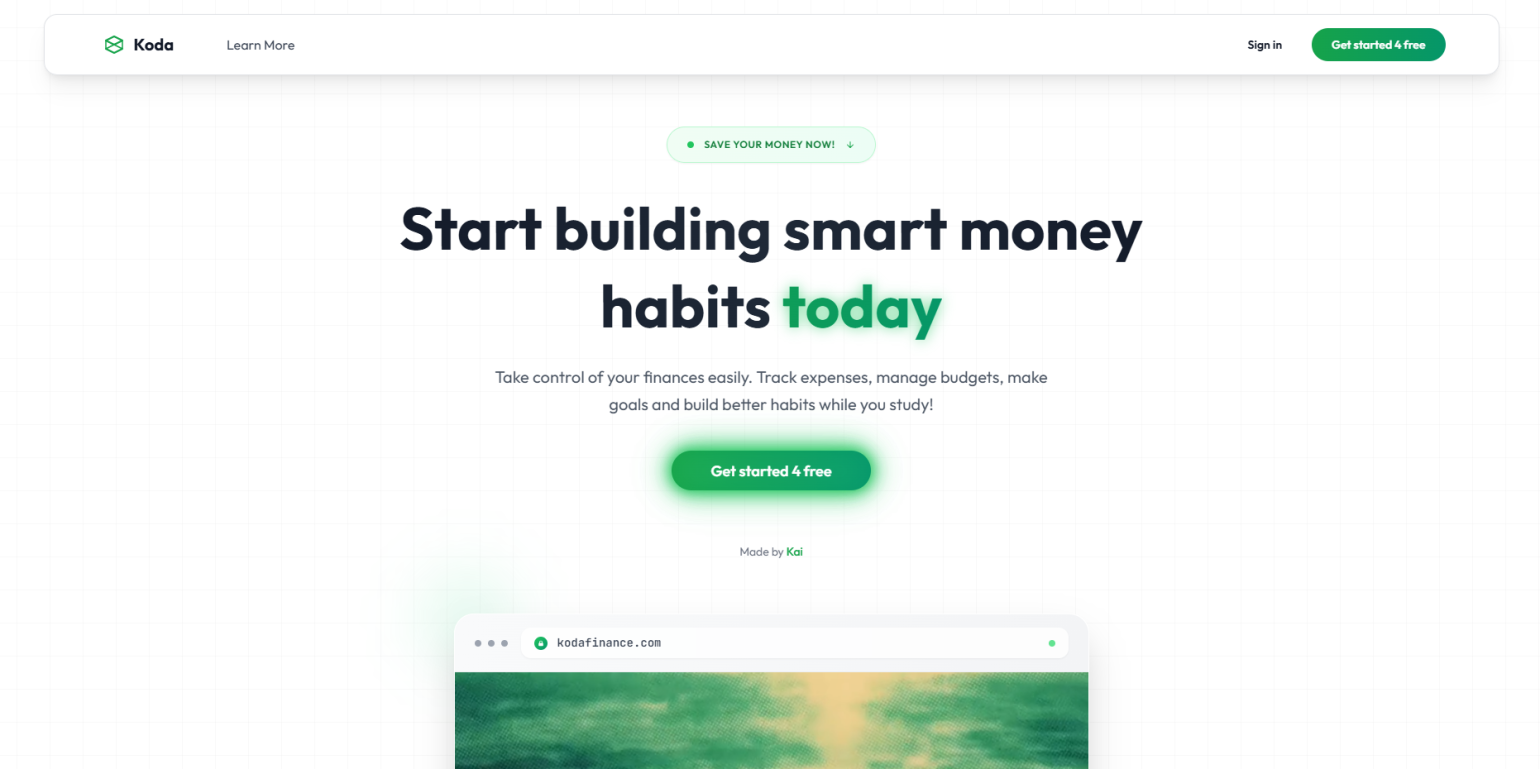 Koda
Learn More
Sign in
Get started 4 free
SAVE YOUR MONEY NOW! ↓
Start building smart money
habits today
Take control of your finances easily. Track expenses, manage budgets, make
goals and build better habits while you study!
Get started 4 free
Made by Kai
kodafinance.com